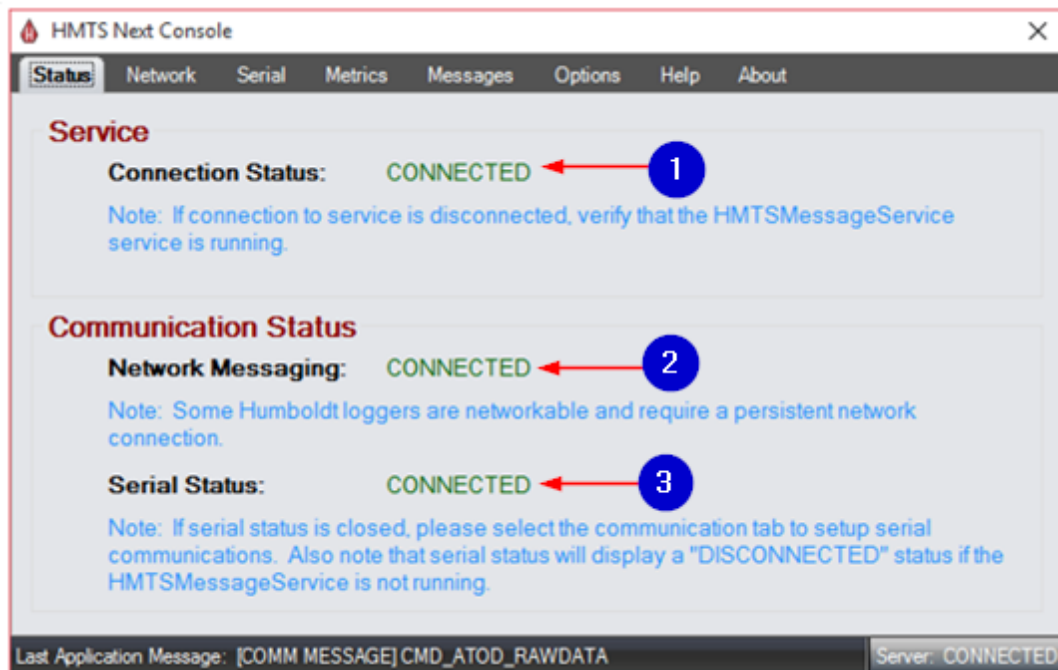 HMTS Next Console
Status Network Serial Metrics Messages Options Help About
Service
Connection Status: CONNECTED 1
Note: If connection to service is disconnected, verify that the HMTSMessageService
service is running.
Communication Status
Network Messaging: CONNECTED 2
Note: Some Humboldt loggers are networkable and require a persistent network
connection.
Serial Status: CONNECTED 3
Note: If serial status is closed, please select the communication tab to setup serial
communications. Also note that serial status will display a "DISCONNECTED" status if the
HMTSMessageService is not running.
Last Application Message: [COMM MESSAGE] CMD_ATOD_RAWDATA Server: CONNECTED